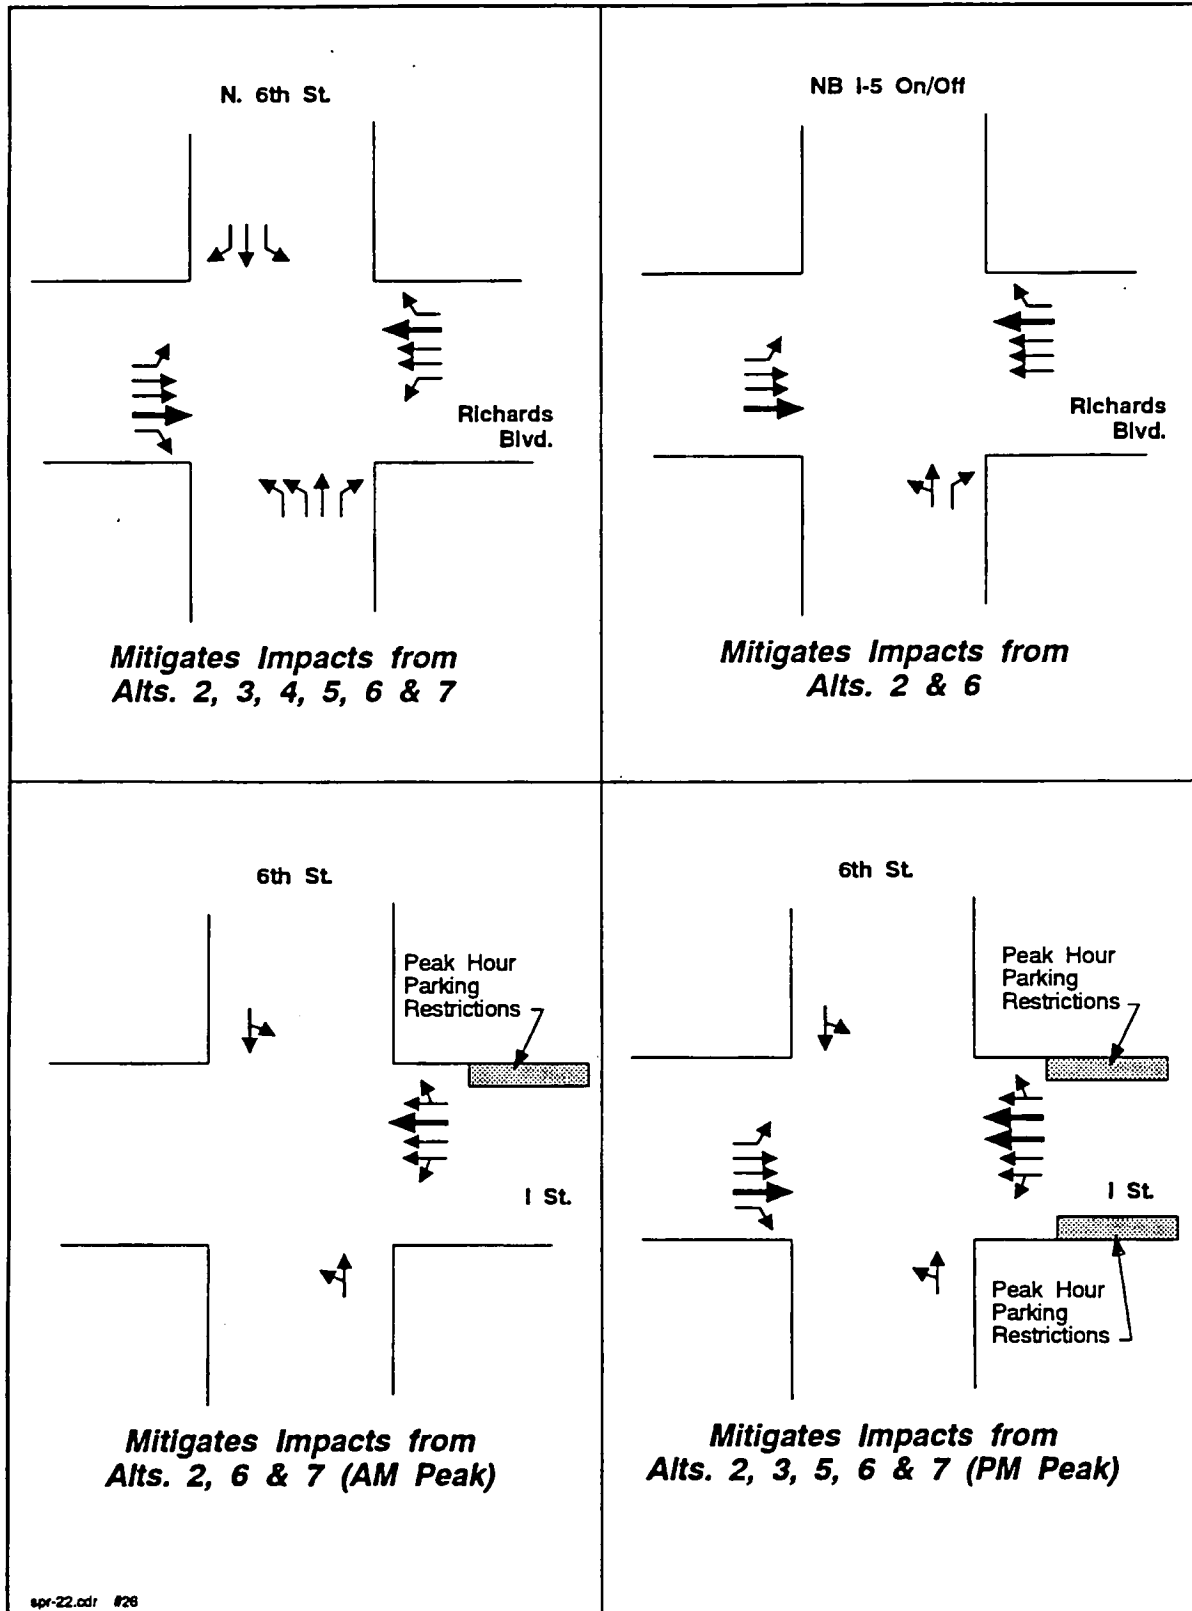 N. 6th St.
Richards
Blvd.
Mitigates Impacts from
Alts. 2, 3, 4, 5, 6 & 7
NB I-5 On/Off
Richards
Blvd.
Mitigates Impacts from
Alts. 2 & 6
6th St.
Peak Hour
Parking
Restrictions
I St.
Mitigates Impacts from
Alts. 2, 6 & 7 (AM Peak)
6th St.
Peak Hour
Parking
Restrictions
I St.
Peak Hour
Parking
Restrictions
Mitigates Impacts from
Alts. 2, 3, 5, 6 & 7 (PM Peak)
spr-22.cdr #26